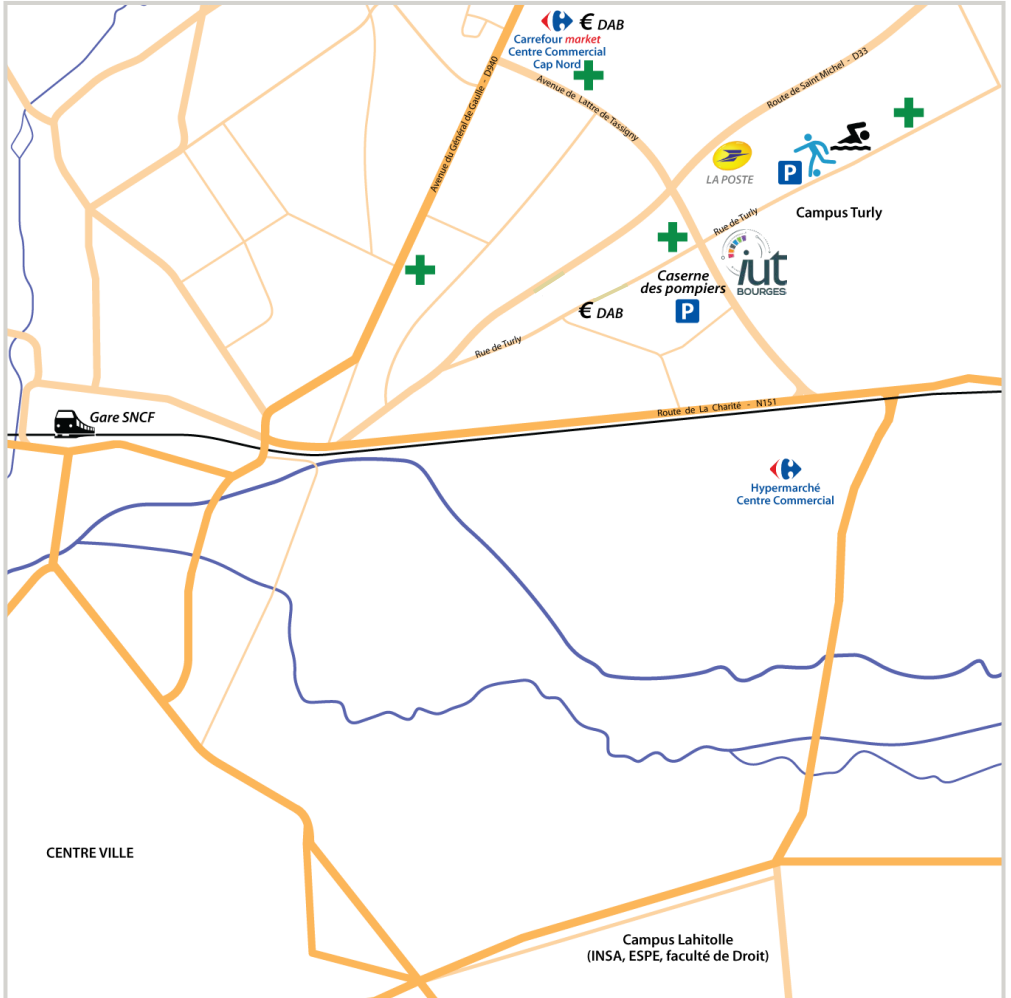 € DAB
Carrefour market
Centre Commercial
Cap Nord
Avenue du Général de Gaulle - D940
Avenue de Lattre de Tassigny
Route de Saint Michel - D33
LA POSTE
P
Campus Turly
Rue de Turly
iut
BOURGES
Caserne
des pompiers
P
€ DAB
Rue de Turly
Route de La Charité - N151
Gare SNCF
Hypermarché
Centre Commercial
CENTRE VILLE
Campus Lahitolle
(INSA, ESPE, faculté de Droit)